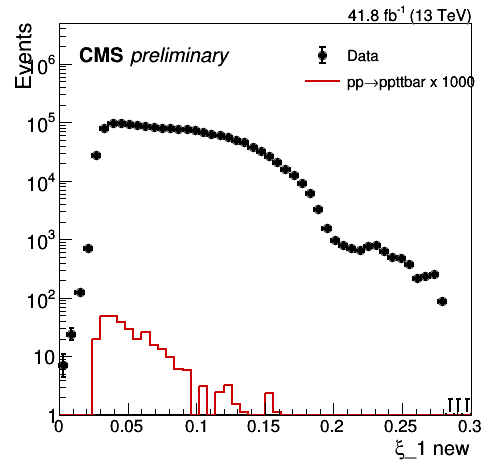 41.8 fb⁻¹ (13 TeV)
Events
CMS preliminary
Data
pp→ppttbar x 1000
10⁶
10⁵
10⁴
10³
10²
10
1
0 0.05 0.1 0.15 0.2 0.25 0.3
ξ_1 new